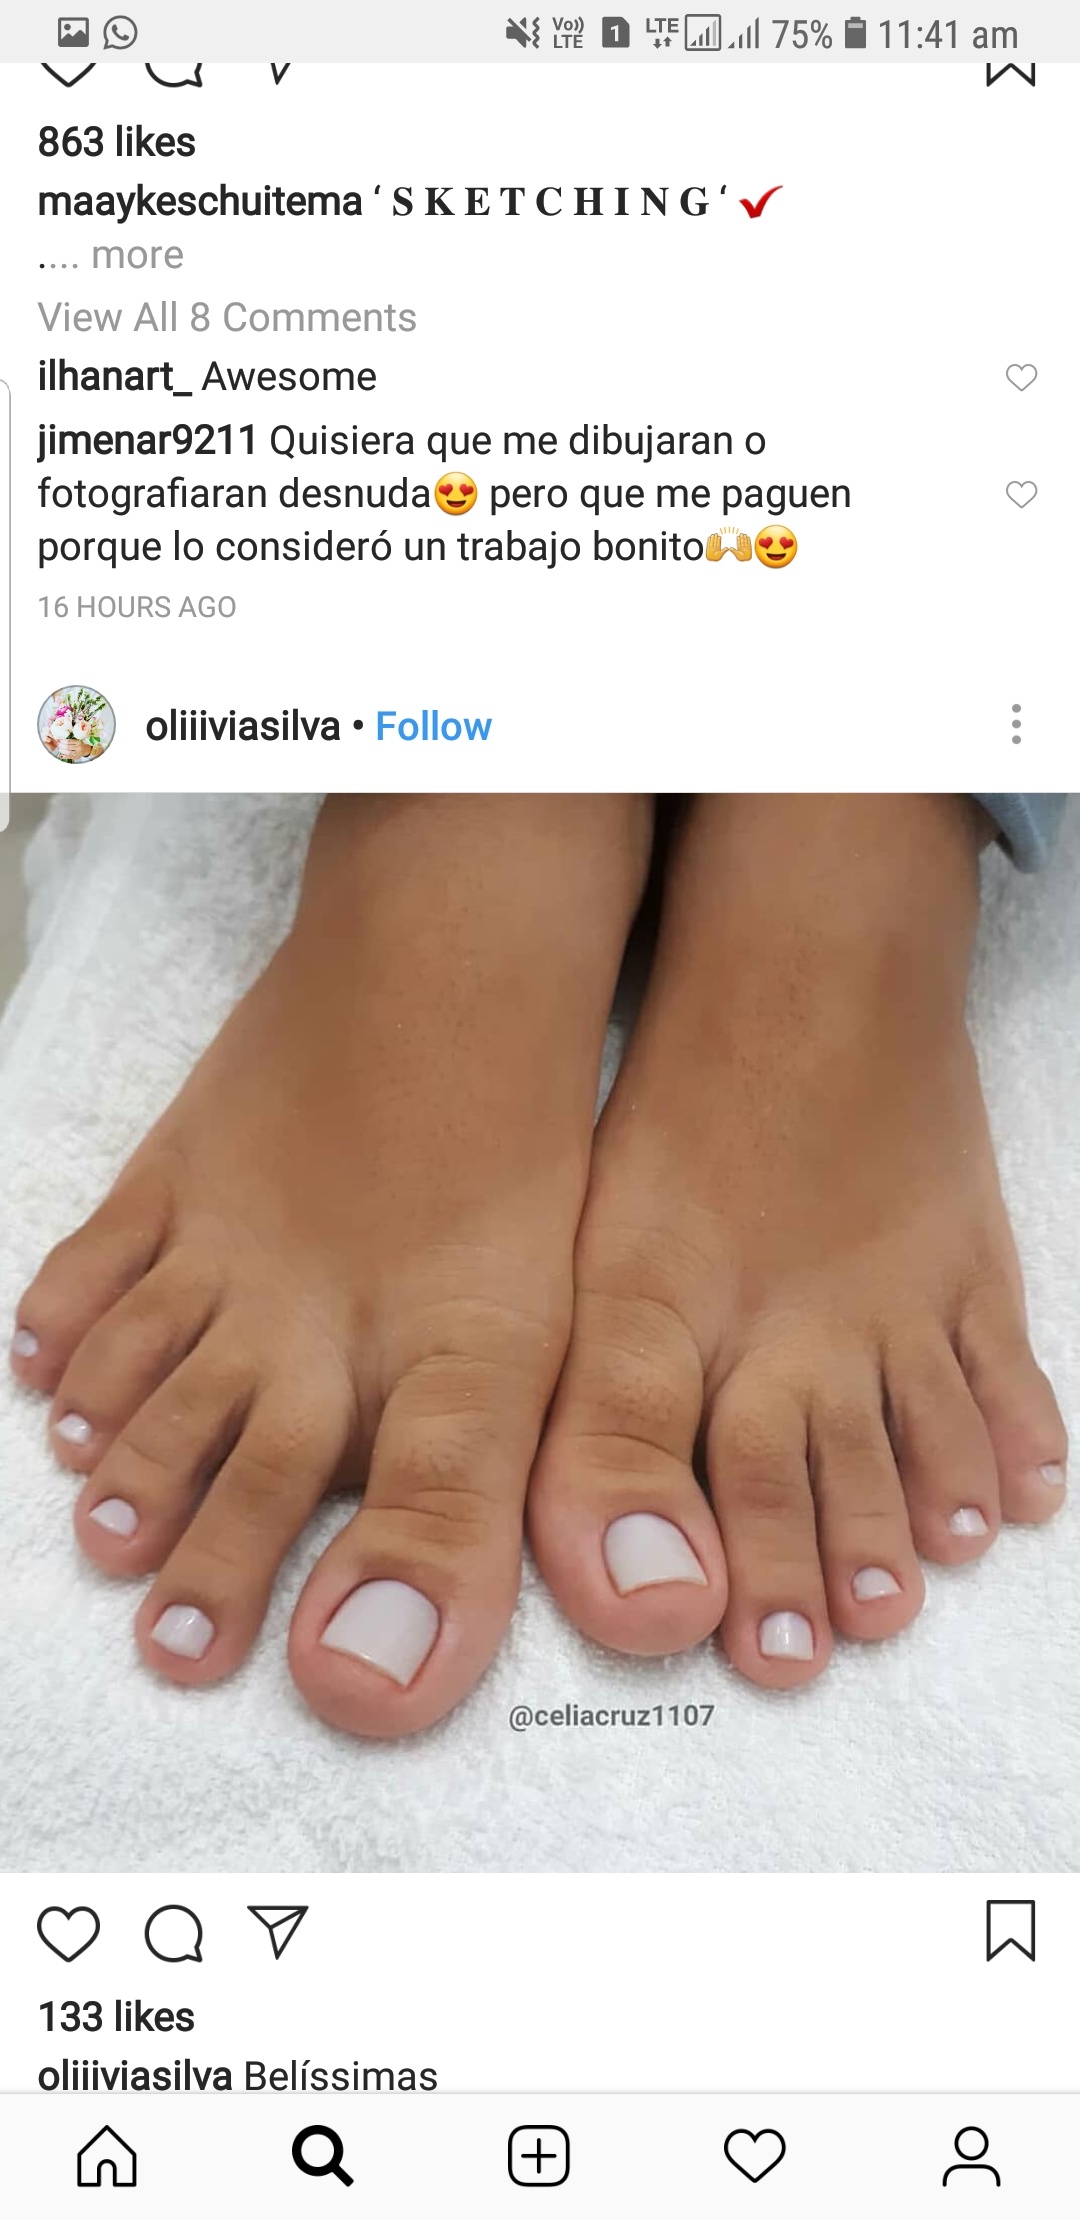 Vo)) LTE 1 LTE 75% 11:41 am
863 likes
maaykeschuitema ‘ S K E T C H I N G ‘ ✔
.... more
View All 8 Comments
ilhanart_ Awesome
jimenar9211 Quisiera que me dibujaran o
fotografiaran desnuda😍 pero que me paguen
porque lo consideró un trabajo bonito🙌😍
16 HOURS AGO
oliiiviasilva • Follow
@celiacruz1107
133 likes
oliiiviasilva Belíssimas